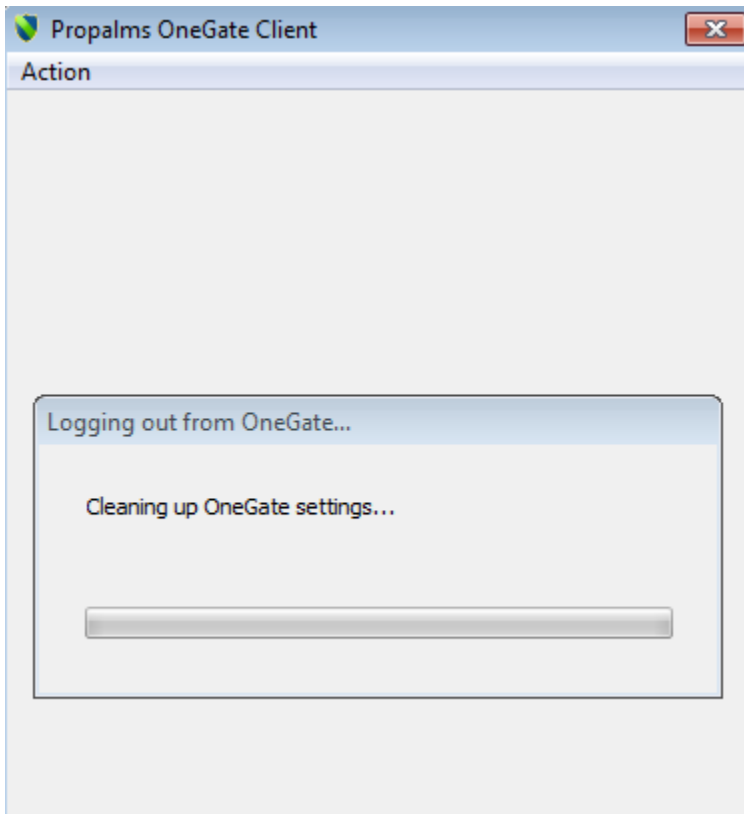 Propalms OneGate Client
Action
Logging out from OneGate...
Cleaning up OneGate settings...